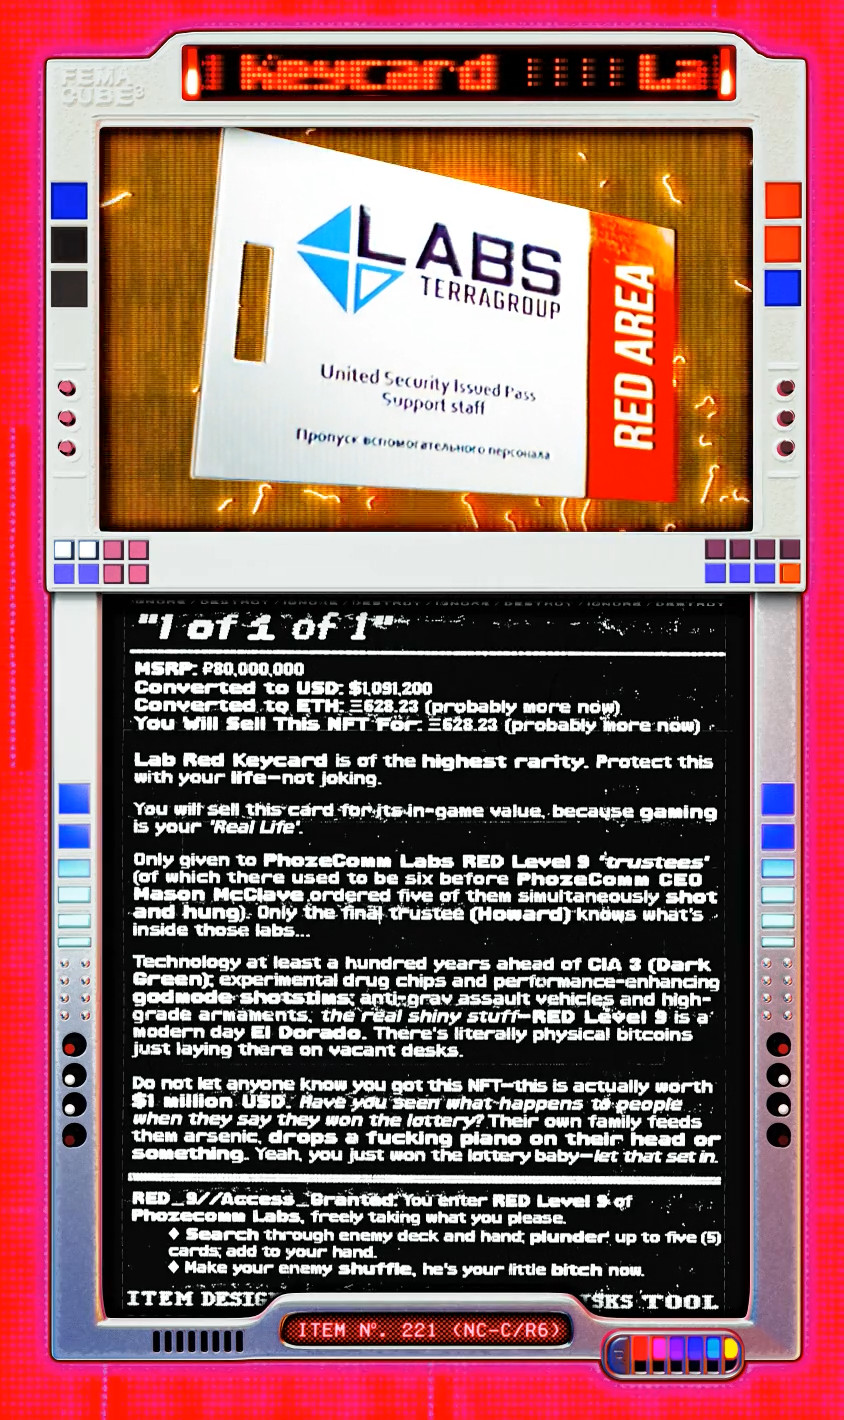 FEMA
CUBE³
Keycard
La
LABS
TERRAGROUP
United Security Issued Pass
Support staff
Пропуск вспомогательного персонала
RED AREA
IGNORE / DESTROY / IGNORE / DESTROY / IGNORE / DESTROY / IGNORE / DESTROY
"1 of 1 of 1"
MSRP: ₽80,000,000
Converted to USD: $1,091,200
Converted to ETH: Ξ628.23 (probably more now)
You Will Sell This NFT For: Ξ628.23 (probably more now)
Lab Red Keycard is of the highest rarity. Protect this
with your life—not joking.
You will sell this card for its in-game value, because gaming
is your "Real Life".
Only given to PhozeComm Labs RED Level 9 "trustees"
(of which there used to be six before PhozeComm CEO
Mason McClave ordered five of them simultaneously shot
and hung). Only the final trustee (Howard) knows what's
inside those labs...
Technology at least a hundred years ahead of CIA 3 (Dark
Green); experimental drug chips and performance-enhancing
godmode shotstims; anti-grav assault vehicles and high-
grade armaments, the real shiny stuff—RED Level 9 is a
modern day El Dorado. There's literally physical bitcoins
just laying there on vacant desks.
Do not let anyone know you got this NFT—this is actually worth
$1 million USD. Have you seen what happens to people
when they say they won the lottery? Their own family feeds
them arsenic, drops a fucking piano on their head or
something. Yeah, you just won the lottery baby—let that set in.
RED_9//Access_Granted: You enter RED Level 9 of
Phozecomm Labs, freely taking what you please.
♦ Search through enemy deck and hand; plunder up to five (5)
cards; add to your hand.
♦ Make your enemy shuffle, he's your little bitch now.
ITEM DESIG
SKS TOOL
ITEM Nº. 221 (NC-C/R6)